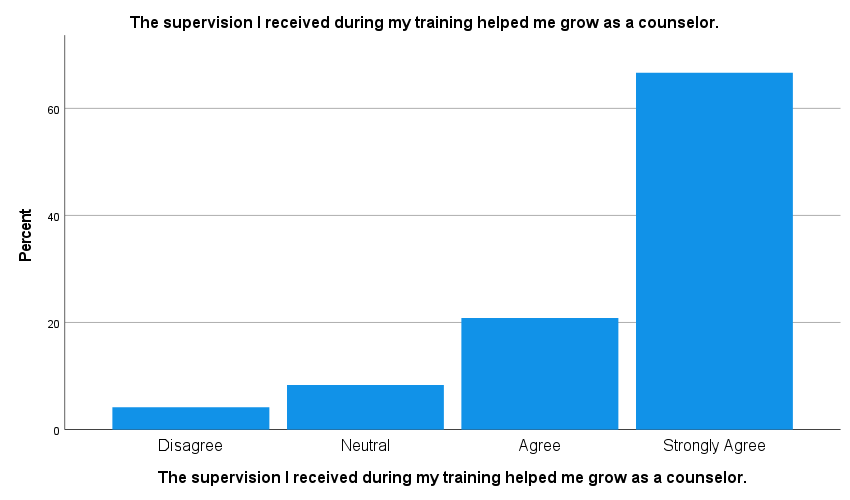 The supervision I received during my training helped me grow as a counselor.
Percent
60
40
20
0
Disagree
Neutral
Agree
Strongly Agree
The supervision I received during my training helped me grow as a counselor.